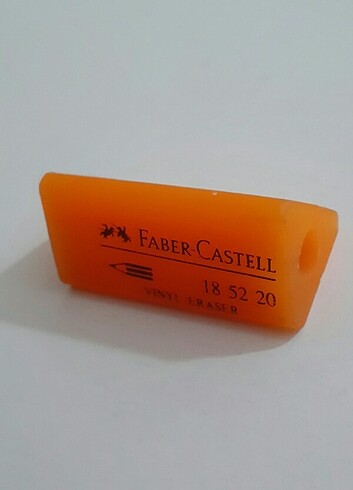 FABER-CASTELL
18 52 20
VINYL ERASER